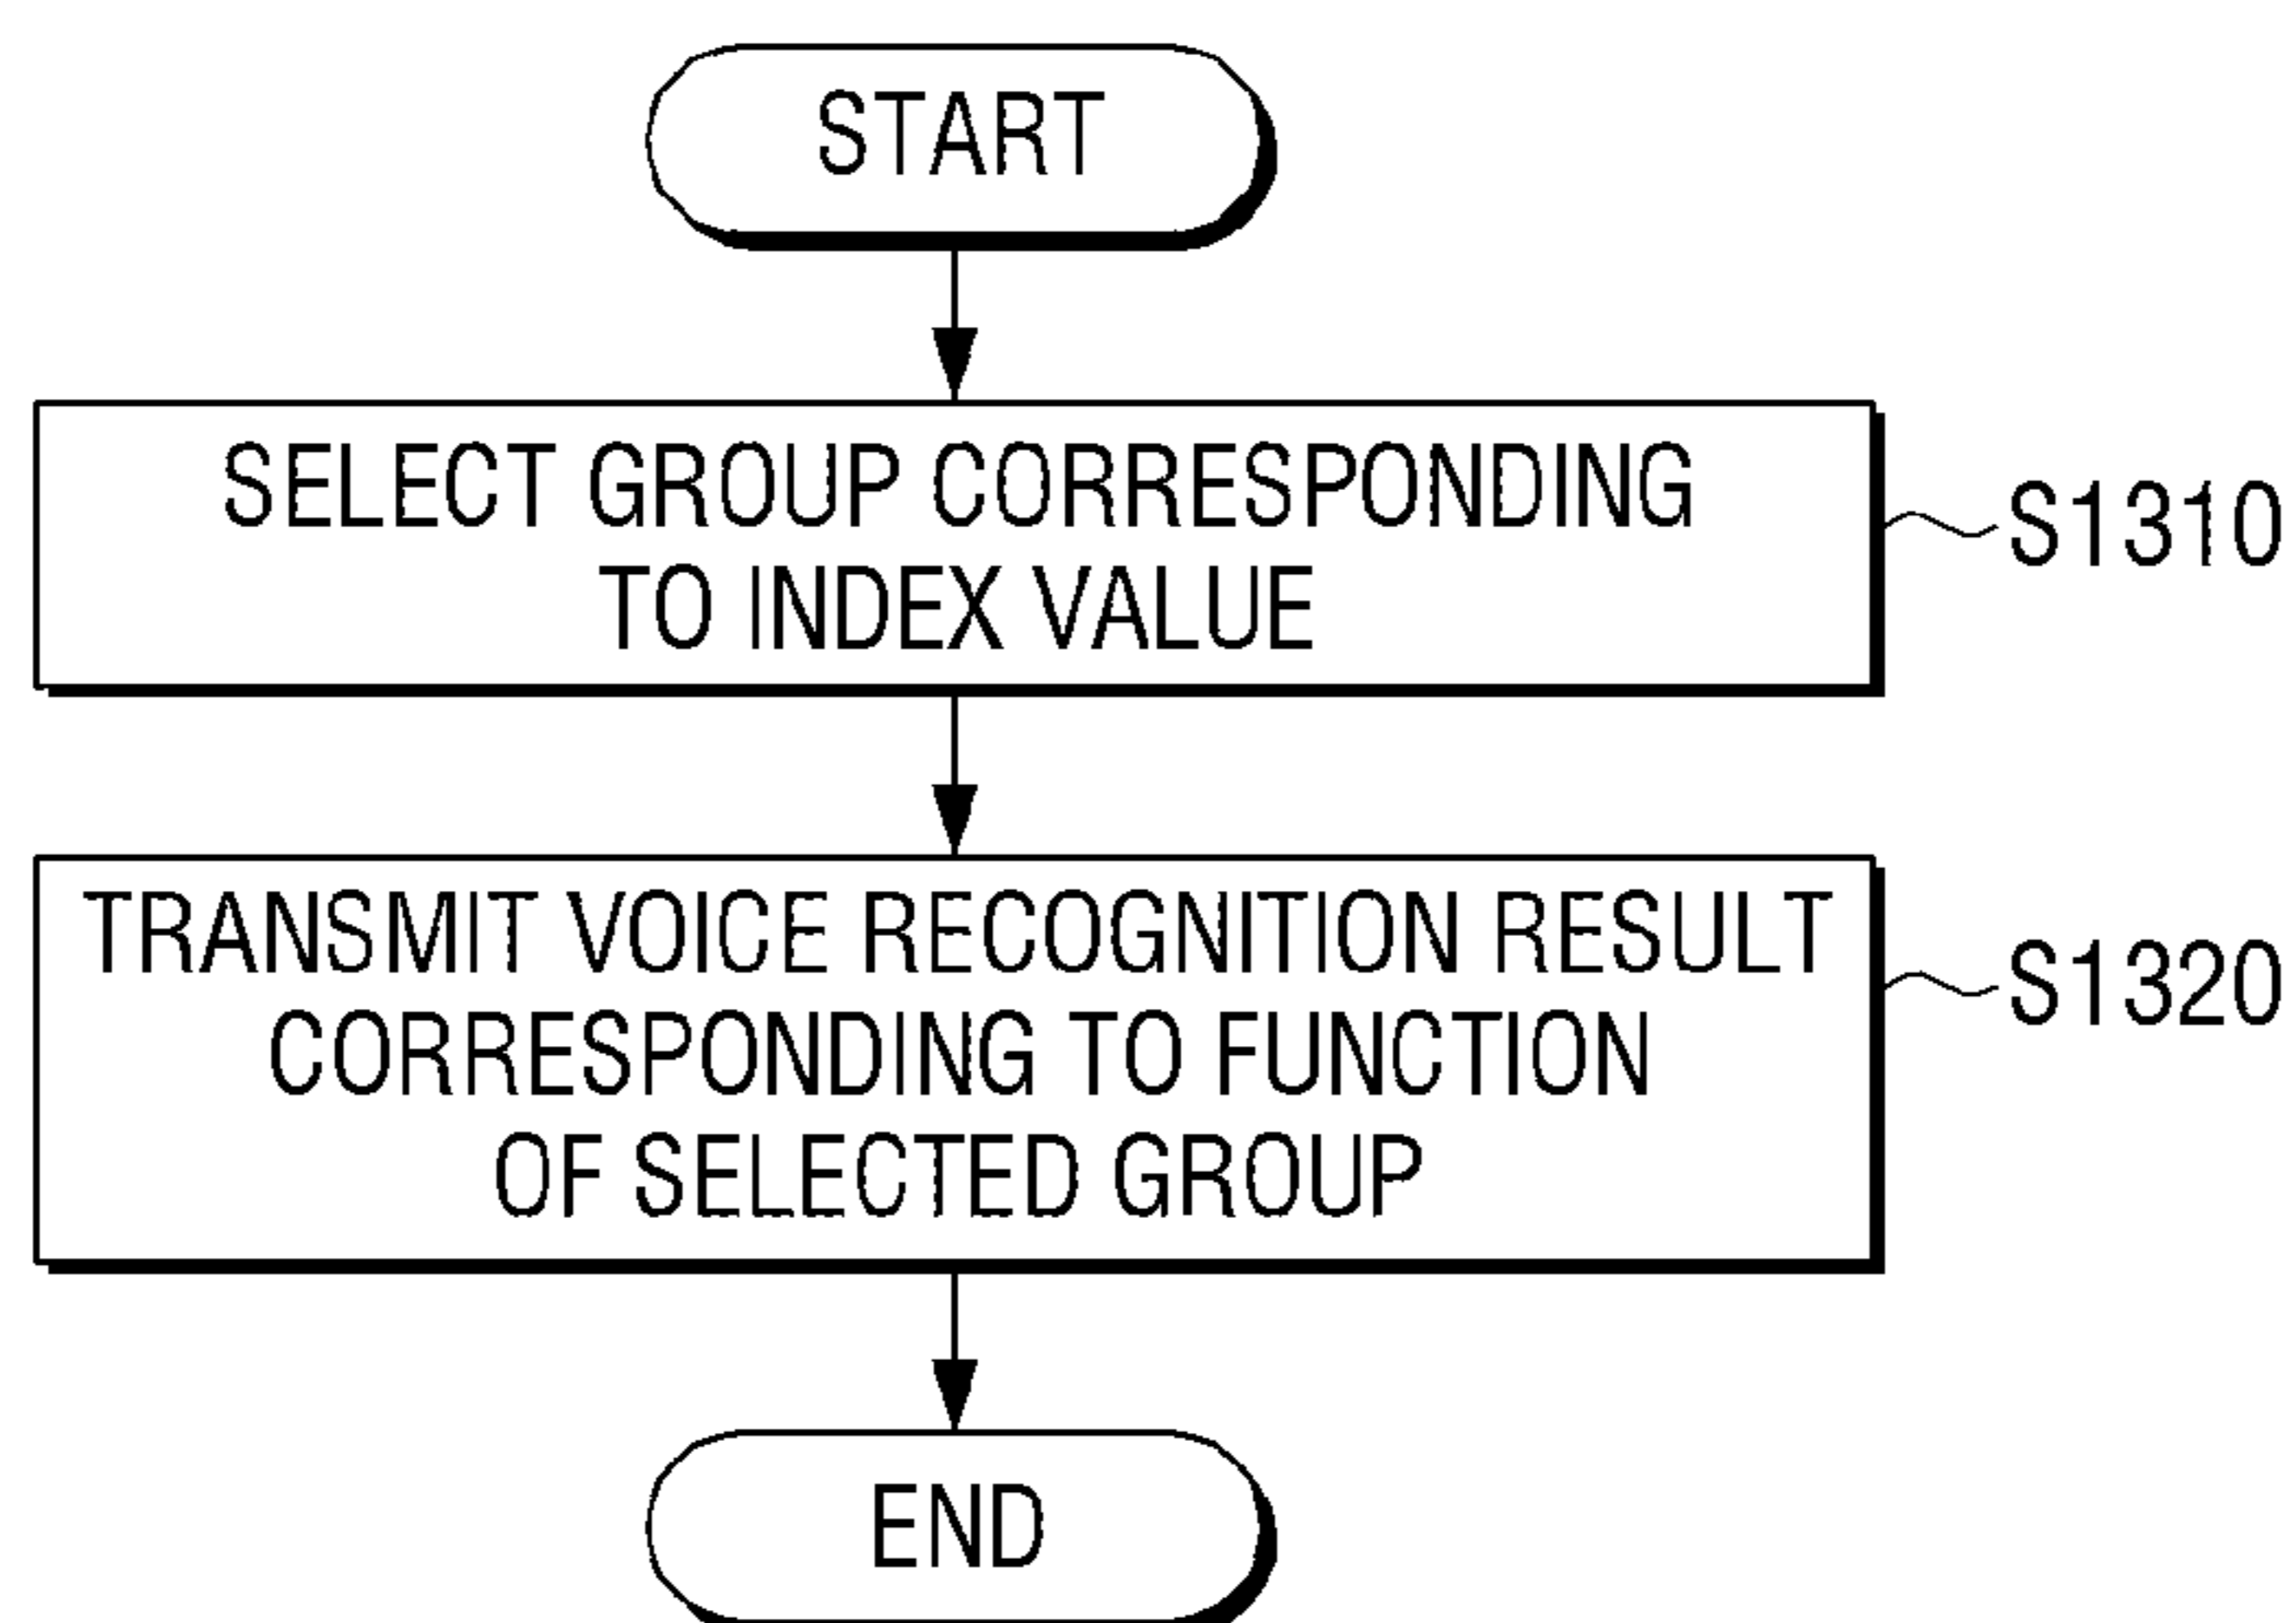 START
SELECT GROUP CORRESPONDING
TO INDEX VALUE
S1310
TRANSMIT VOICE RECOGNITION RESULT
CORRESPONDING TO FUNCTION
OF SELECTED GROUP
S1320
END